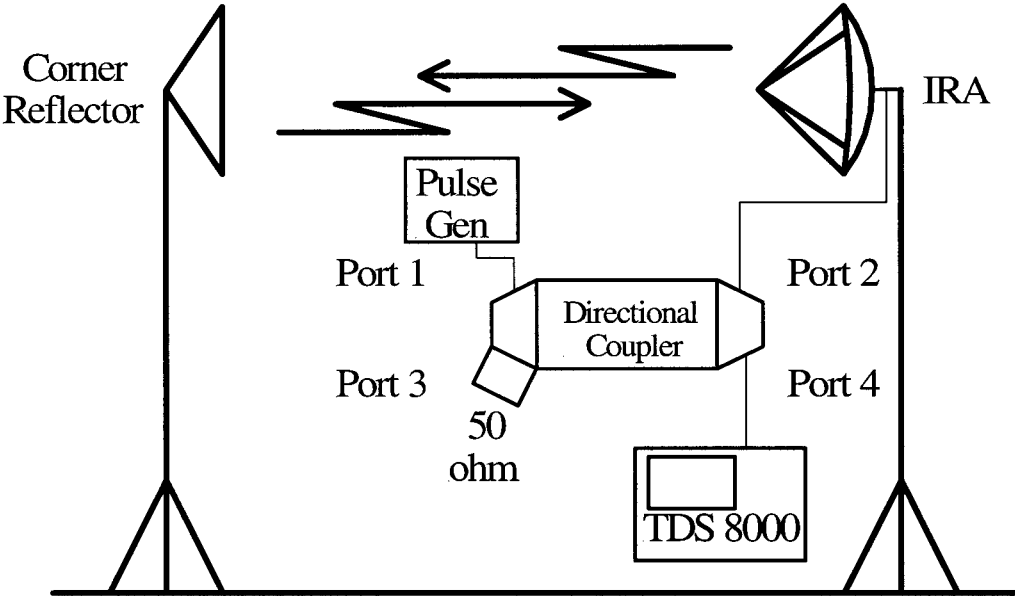 Corner
Reflector
IRA
Pulse
Gen
Port 1
Port 2
Directional
Coupler
Port 3
Port 4
50
ohm
TDS 8000